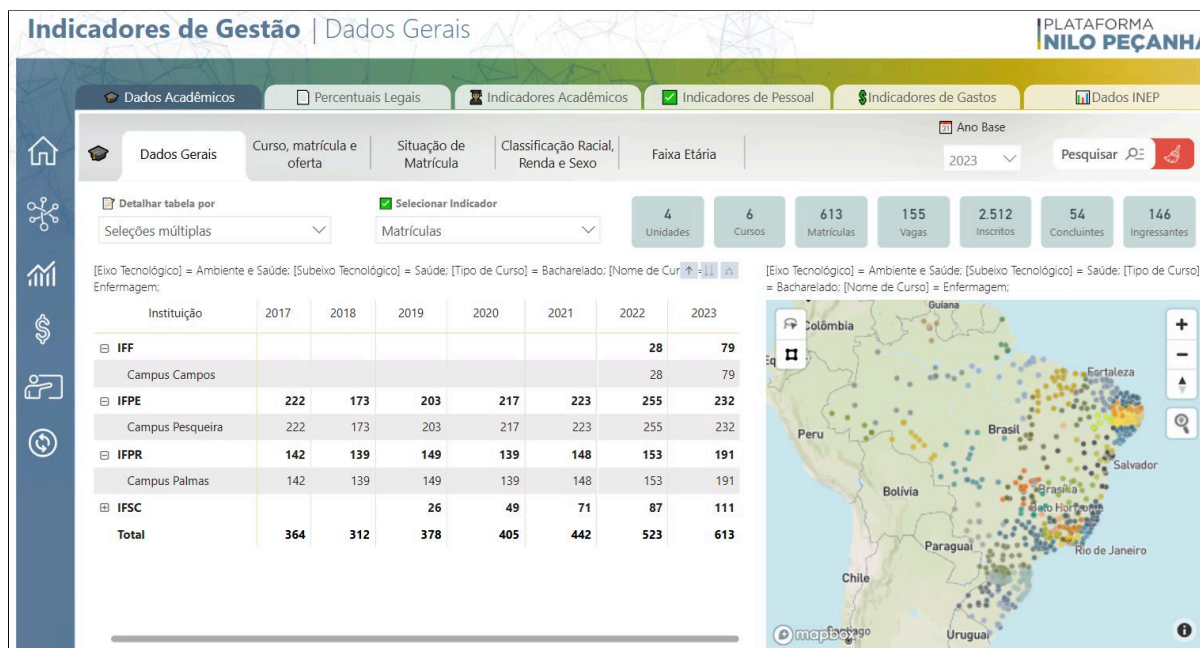 Indicadores de Gestão | Dados Gerais
PLATAFORMA
NILO PEÇANHA
Dados Acadêmicos
Percentuais Legais
Indicadores Acadêmicos
Indicadores de Pessoal
$Indicadores de Gastos
Dados INEP
Dados Gerais
Curso, matrícula e
oferta
Situação de
Matrícula
Classificação Racial,
Renda e Sexo
Faixa Etária
Ano Base
2023
Pesquisar
Detalhar tabela por
Seleções múltiplas
Selecionar Indicador
Matrículas
4
Unidades
6
Cursos
613
Matrículas
155
Vagas
2.512
Inscritos
54
Concluintes
146
Ingressantes
[Eixo Tecnológico] = Ambiente e Saúde; [Subeixo Tecnológico] = Saúde; [Tipo de Curso] = Bacharelado; [Nome de Cur
Enfermagem;
Instituição 2017 2018 2019 2020 2021 2022 2023
IFF 28 79
Campus Campos 28 79
IFPE 222 173 203 217 223 255 232
Campus Pesqueira 222 173 203 217 223 255 232
IFPR 142 139 149 139 148 153 191
Campus Palmas 142 139 149 139 148 153 191
IFSC 26 49 71 87 111
Total 364 312 378 405 442 523 613
[Eixo Tecnológico] = Ambiente e Saúde; [Subeixo Tecnológico] = Saúde; [Tipo de Curso]
= Bacharelado; [Nome de Curso] = Enfermagem;
Guiana
Colômbia
Fortaleza
Peru
Brasil
Salvador
Bolívia
Brasília
Belo Horizonte
Paraguai
Rio de Janeiro
Chile
Santiago
Uruguai
mapbox